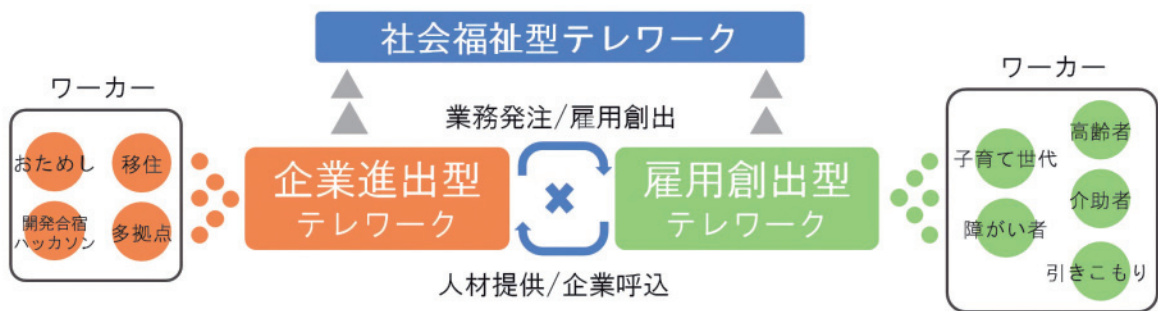 社会福祉型テレワーク
ワーカー
おためし
移住
開発合宿
ハッカソン
多拠点
企業進出型
テレワーク
業務発注/雇用創出
×
人材提供/企業呼込
雇用創出型
テレワーク
ワーカー
子育て世代
高齢者
介助者
障がい者
引きこもり